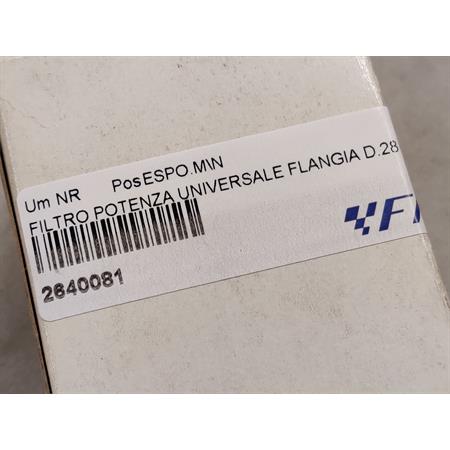 Um NR PosESPO.MIN
FILTRO POTENZA UNIVERSALE FLANGIA D.28
2640081